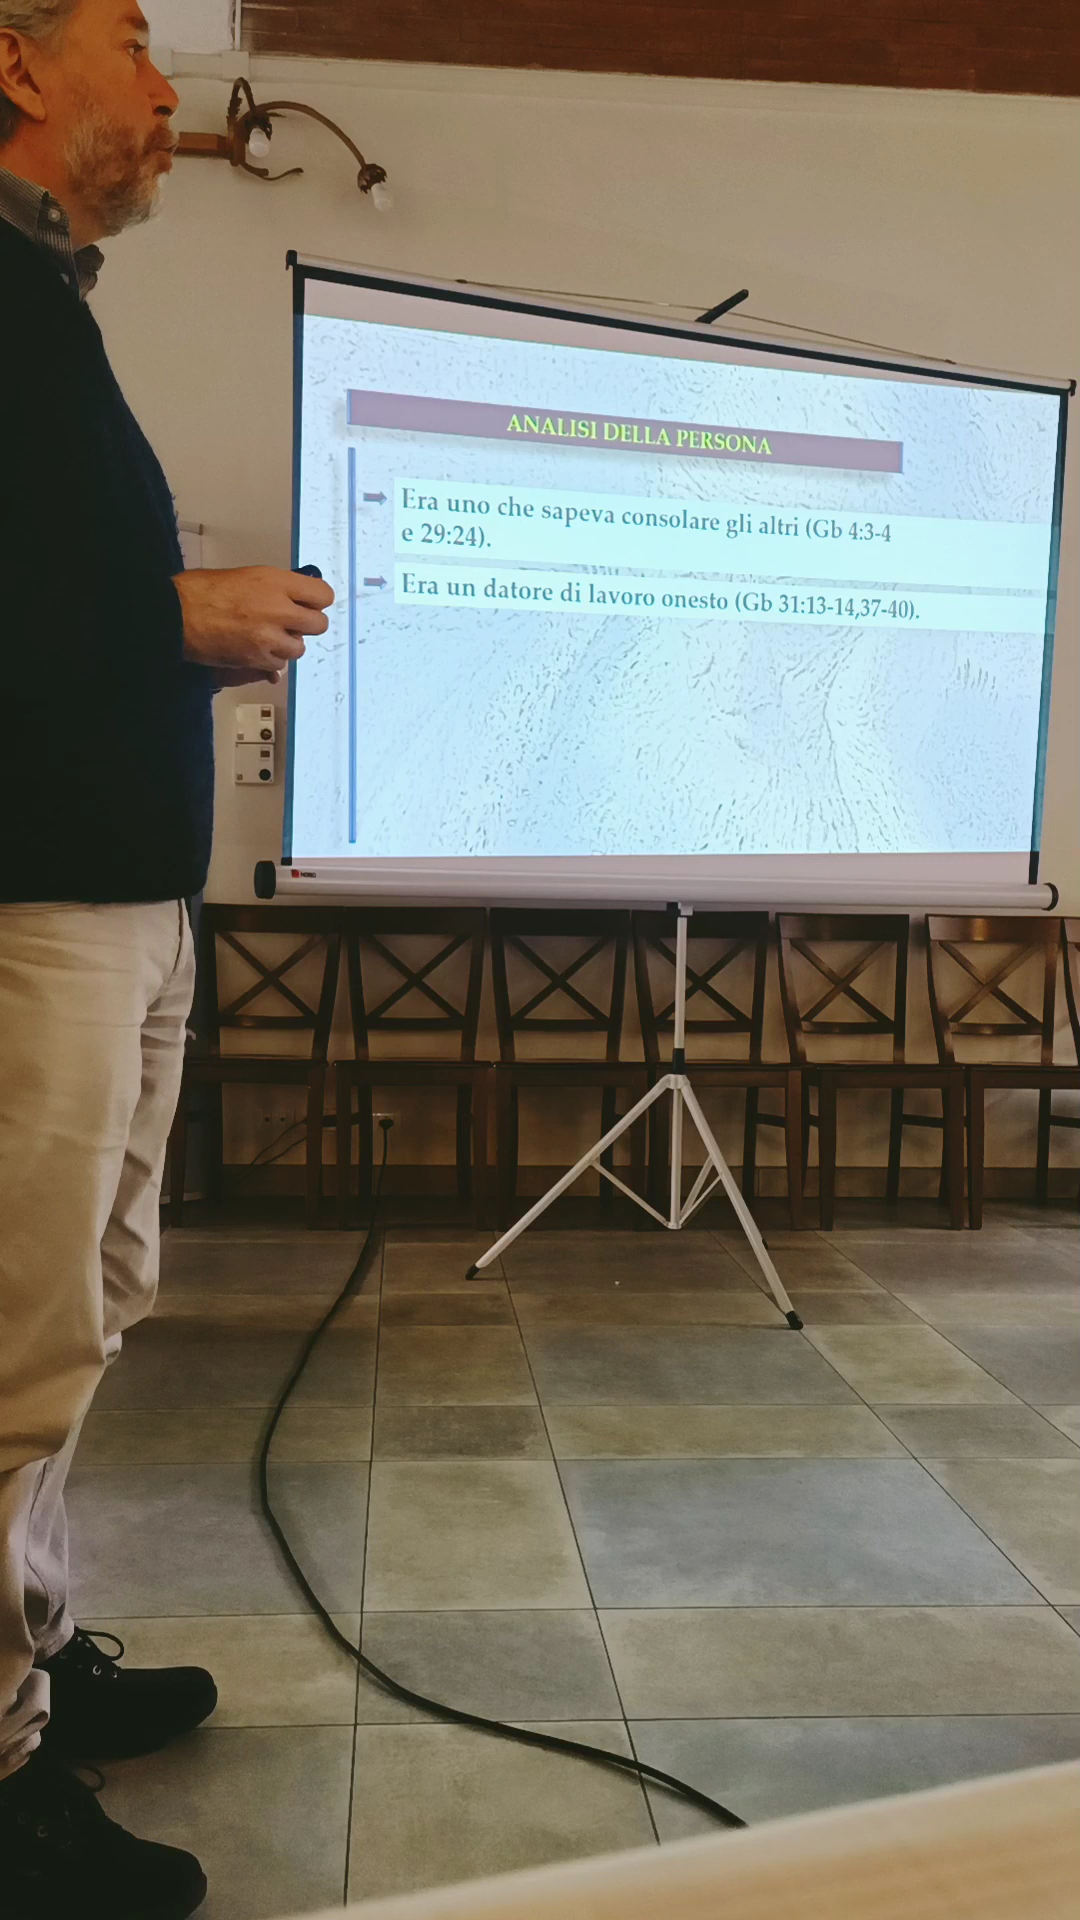 ANALISI DELLA PERSONA
Era uno che sapeva consolare gli altri (Gb 4:3-4
e 29:24).
Era un datore di lavoro onesto (Gb 31:13-14,37-40).